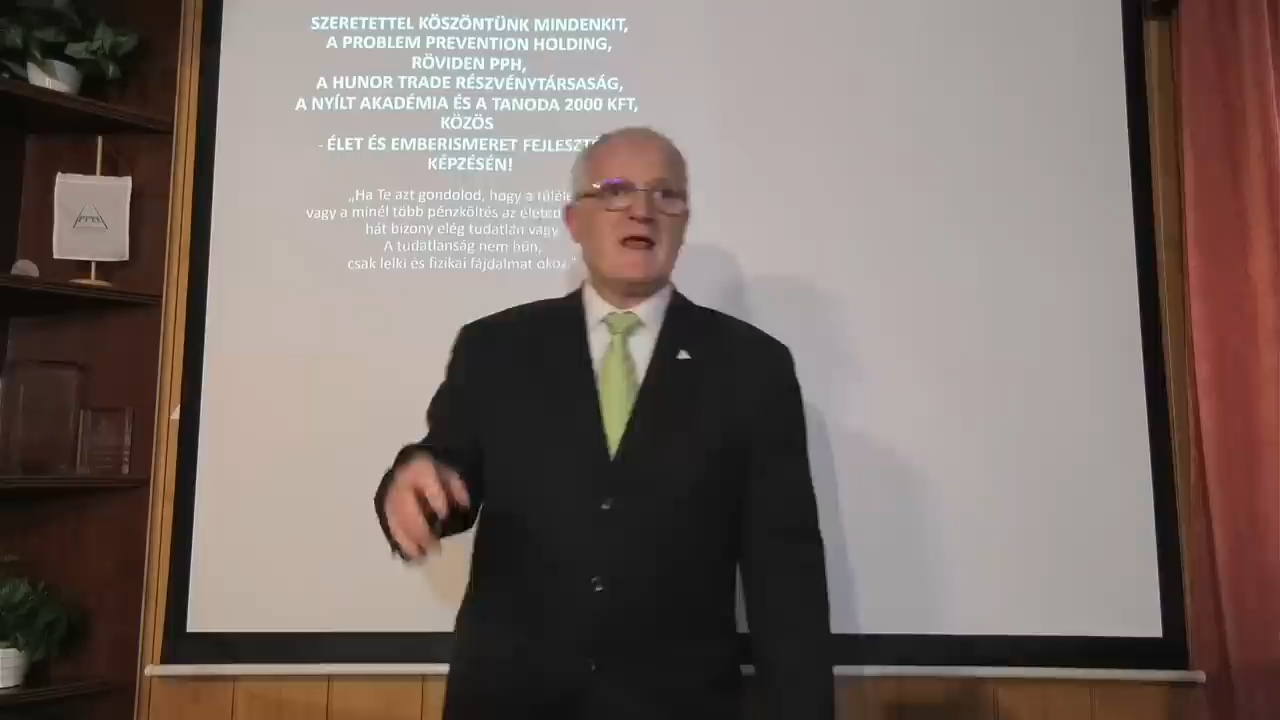 SZERETETTEL KÖSZÖNTÜNK MINDENKIT,
A PROBLEM PREVENTION HOLDING,
RÖVIDEN PPH,
A HUNOR TRADE RÉSZVÉNYTÁRSASÁG,
A NYÍLT AKADÉMIA ÉS A TANODA 2000 KFT,
KÖZÖS
- ÉLET ÉS EMBERISMERET
KÉPZÉSÉN!
„Ha Te azt gondolod, hogy a
vagy a minél több pénzköltés az
hát bizony elég tudatlan vagy
A tudatlanság nem bűn,
csak lelki és fizikai fájdalmat okoz.”